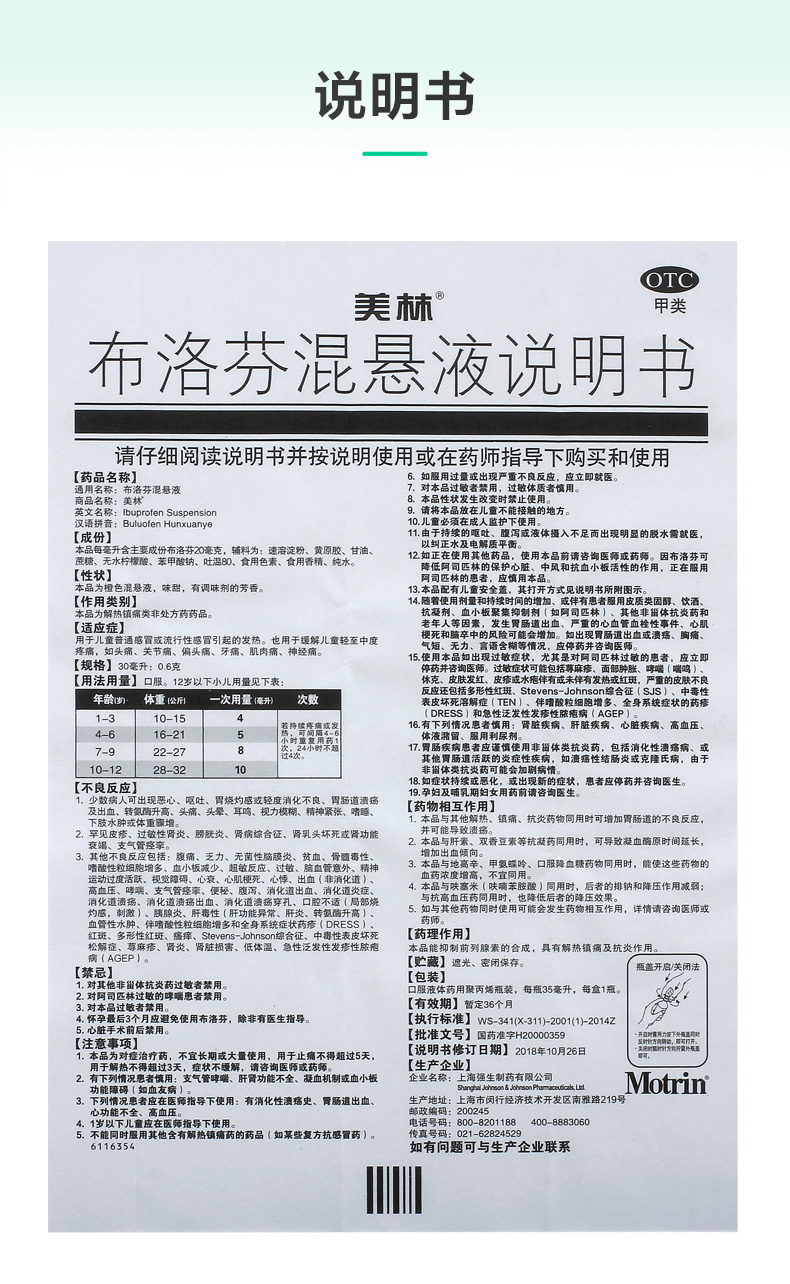 说明书
OTC
甲类
美林®
布洛芬混悬液说明书
请仔细阅读说明书并按说明使用或在药师指导下购买和使用
【药品名称】
通用名称：布洛芬混悬液
商品名称：美林®
英文名称：Ibuprofen Suspension
汉语拼音：Buluofen Hunxuanye
【成份】
本品每毫升含主要成份布洛芬20毫克，辅料为：速溶淀粉、黄原胶、甘油、
蔗糖、无水柠檬酸、苯甲酸钠、吐温80、食用色素、食用香精、纯水。
【性状】
本品为橙色混悬液，味甜，有调味剂的芳香。
【作用类别】
本品为解热镇痛类非处方药药品。
【适应症】
用于儿童普通感冒或流行性感冒引起的发热。也用于缓解儿童轻至中度
疼痛，如头痛、关节痛、偏头痛、牙痛、肌肉痛、神经痛。
【规格】30毫升：0.6克
【用法用量】口服。12岁以下小儿用量见下表：
年龄(岁) 体重(公斤) 一次用量(毫升) 次数
1-3 10-15 4
4-6 16-21 5
7-9 22-27 8
10-12 28-32 10
若持续疼痛或发
热，可间隔4-6
小时重复用药1
次，24小时不超
过4次。
【不良反应】
1. 少数病人可出现恶心、呕吐、胃烧灼感或轻度消化不良、胃肠道溃疡
及出血、转氨酶升高、头痛、头晕、耳鸣、视力模糊、精神紧张、嗜睡、
下肢水肿或体重骤增。
2. 罕见皮疹、过敏性肾炎、膀胱炎、肾病综合征、肾乳头坏死或肾功能
衰竭、支气管痉挛。
3. 其他不良反应包括：腹痛、乏力、无菌性脑膜炎、贫血、骨髓毒性、
嗜酸性粒细胞增多、血小板减少、超敏反应、过敏、脑血管意外、精神
运动过度活跃、视觉障碍、心衰、心肌梗死、心悸、出血（非消化道）、
高血压、哮喘、支气管痉挛、便秘、腹泻、消化道出血、消化道炎症、
消化道溃疡、消化道溃疡出血、消化道溃疡穿孔、口腔不适（局部烧
灼感，刺激）、胰腺炎、肝毒性（肝功能异常、肝炎、转氨酶升高）、
血管性水肿、伴嗜酸性粒细胞增多和全身系统症状药疹（DRESS）、
红斑、多形性红斑、瘙痒、Stevens-Johnson综合征、中毒性表皮坏死
松解症、荨麻疹、肾炎、肾脏损害、低体温、急性泛发性发疹性脓疱
病（AGEP）。
【禁忌】
1. 对其他非甾体抗炎药过敏者禁用。
2. 对阿司匹林过敏的哮喘患者禁用。
3. 对本品过敏者禁用。
4. 怀孕最后3个月应避免使用布洛芬，除非有医生指导。
5. 心脏手术前后禁用。
【注意事项】
1. 本品为对症治疗药，不宜长期或大量使用，用于止痛不得超过5天，
用于解热不得超过3天，症状不缓解，请咨询医师或药师。
2. 有下列情况患者慎用：支气管哮喘、肝肾功能不全、凝血机制或血小板
功能障碍（如血友病）。
3. 下列情况患者应在医师指导下使用：有消化性溃疡史、胃肠道出血、
心功能不全、高血压。
4. 1岁以下儿童应在医师指导下使用。
5. 不能同时服用其他含有解热镇痛药的药品（如某些复方抗感冒药）。
6116354
6. 如服用过量或出现严重不良反应，应立即就医。
7. 对本品过敏者禁用，过敏体质者慎用。
8. 本品性状发生改变时禁止使用。
9. 请将本品放在儿童不能接触的地方。
10.儿童必须在成人监护下使用。
11.由于持续的呕吐、腹泻或液体摄入不足而出现明显的脱水需就医，
以纠正水及电解质平衡。
12.如正在使用其他药品，使用本品前请咨询医师或药师。因布洛芬可
降低阿司匹林的保护心脏、中风和抗血小板活性的作用，正在服用
阿司匹林的患者，应慎用本品。
13.本品配有儿童安全盖，其打开方式见说明书所附图示。
14.随着使用剂量和持续时间的增加、或伴有患者服用皮质类固醇、饮酒、
抗凝剂、血小板聚集抑制剂（如阿司匹林）、其他非甾体抗炎药和
老年人等因素，发生胃肠道出血、严重的心血管血栓性事件、心肌
梗死和脑卒中的风险可能会增加。如出现胃肠道出血或溃疡、胸痛、
气短、无力、言语含糊等情况，应停药并咨询医师。
15.使用本品如出现过敏症状，尤其是对阿司匹林过敏的患者，应立即
停药并咨询医师。过敏症状可能包括荨麻疹、面部肿胀、哮喘（喘鸣）、
休克、皮肤发红、皮疹或水疱伴有或未伴有发热或红斑，严重的皮肤不良
反应还包括多形性红斑、Stevens-Johnson综合征（SJS）、中毒性
表皮坏死溶解症（TEN）、伴嗜酸粒细胞增多、全身系统症状的药疹
（DRESS）和急性泛发性发疹性脓疱病（AGEP）。
16.有下列情况患者慎用：肾脏疾病、肝脏疾病、心脏疾病、高血压、
体液潴留、服用利尿剂。
17.胃肠疾病患者应谨慎使用非甾体类抗炎药，包括消化性溃疡病、或
其他胃肠道活跃的炎症性疾病，如溃疡性结肠炎或克隆氏病，由于
非甾体类抗炎药可能会加剧病情。
18.如症状持续或恶化，或出现新的症状，患者应停药并咨询医生。
19.孕妇及哺乳期妇女用药前请咨询医生。
【药物相互作用】
1. 本品与其他解热、镇痛、抗炎药物同用时可增加胃肠道的不良反应，
并可能导致溃疡。
2. 本品与肝素、双香豆素等抗凝药同用时，可导致凝血酶原时间延长，
增加出血倾向。
3. 本品与地高辛、甲氨蝶呤、口服降血糖药物同用时，能使这些药物的
血药浓度增高，不宜同用。
4. 本品与呋塞米（呋喃苯胺酸）同用时，后者的排钠和降压作用减弱；
与抗高血压药同用时，也降低后者的降压效果。
5. 如与其他药物同时使用可能会发生药物相互作用，详情请咨询医师或
药师。
【药理作用】
本品能抑制前列腺素的合成，具有解热镇痛及抗炎作用。
【贮藏】遮光、密闭保存。
【包装】
口服液体药用聚丙烯瓶装，每瓶35毫升，每盒1瓶。
【有效期】暂定36个月
【执行标准】WS-341(X-311)-2001(1)-2014Z
【批准文号】国药准字H20000359
【说明书修订日期】2018年10月26日
【生产企业】
企业名称：上海强生制药有限公司
Shanghai Johnson & Johnson Pharmaceuticals, Ltd.
生产地址：上海市闵行经济技术开发区南雅路219号
邮政编码：200245
电话号码：800-8201188 400-8883060
传真号码：021-62824529
如有问题可与生产企业联系
瓶盖开启/关闭法
· 开启时需用力按下外瓶盖同时
反时针方向转动，即可打开。
· 关闭时顺时针方向拧紧外瓶盖
即可。
Motrin®